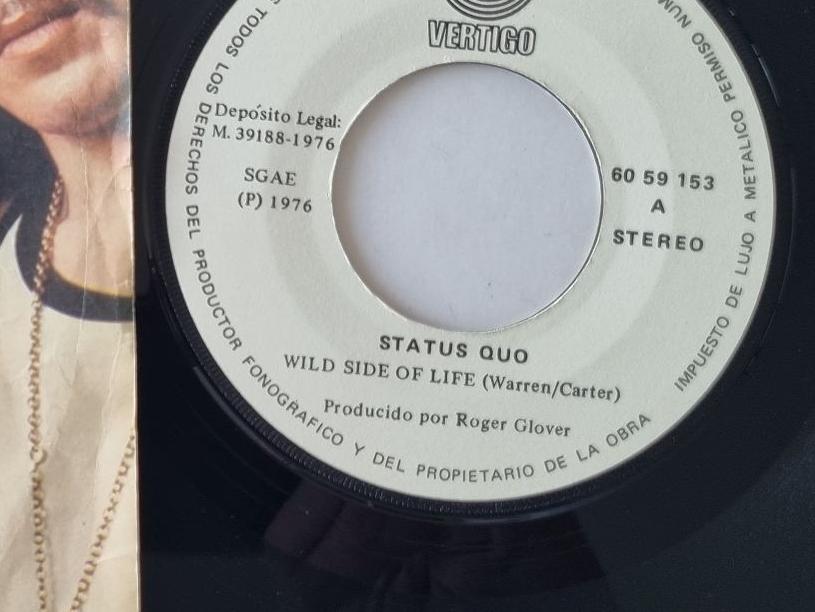 VERTIGO
Depósito Legal:
M. 39188-1976
SGAE
(P) 1976
60 59 153
A
STEREO
STATUS QUO
WILD SIDE OF LIFE (Warren/Carter)
Producido por Roger Glover
TODOS LOS DERECHOS DEL PRODUCTOR FONOGRAFICO Y DEL PROPIETARIO DE LA OBRA
IMPUESTO DE LUJO A METALICO PERMISO NUM